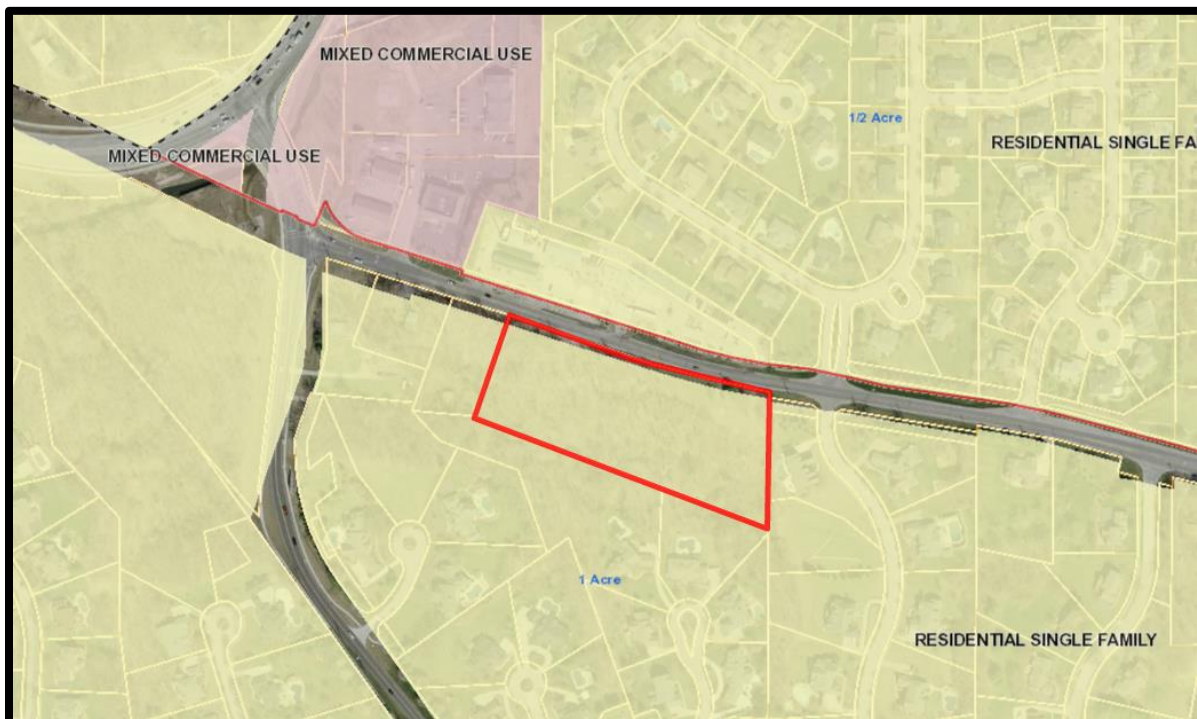 MIXED COMMERCIAL USE
1/2 Acre
RESIDENTIAL SINGLE FA
MIXED COMMERCIAL USE
1 Acre
RESIDENTIAL SINGLE FAMILY